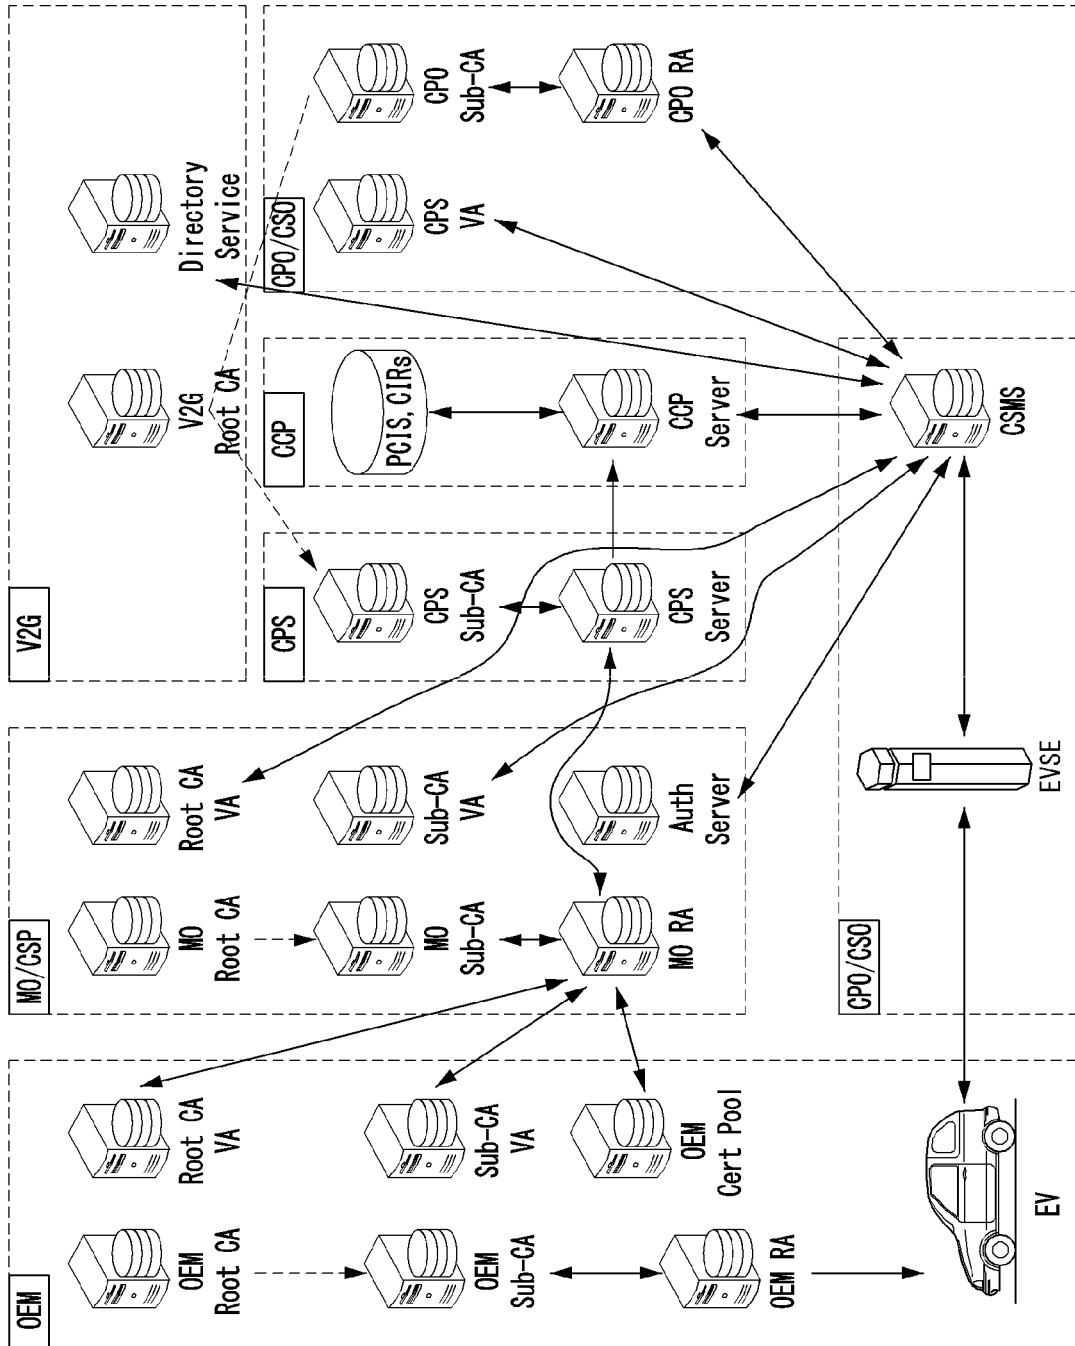 OEM
OEM
Root CA
Root CA
VA
OEM
Sub-CA
Sub-CA
VA
OEM RA
OEM
Cert Pool
EV
MO/CSP
MO
Root CA
Root CA
VA
MO
Sub-CA
Sub-CA
VA
MO RA
Auth
Server
V2G
V2G
Root CA
Directory
Service
CPS
CPS
Sub-CA
CPS
Server
CCP
PCIS, CIRs
CCP
Server
CPO/CSO
CPS
VA
CPO
Sub-CA
CPO RA
CPO/CSO
EVSE
CSMS